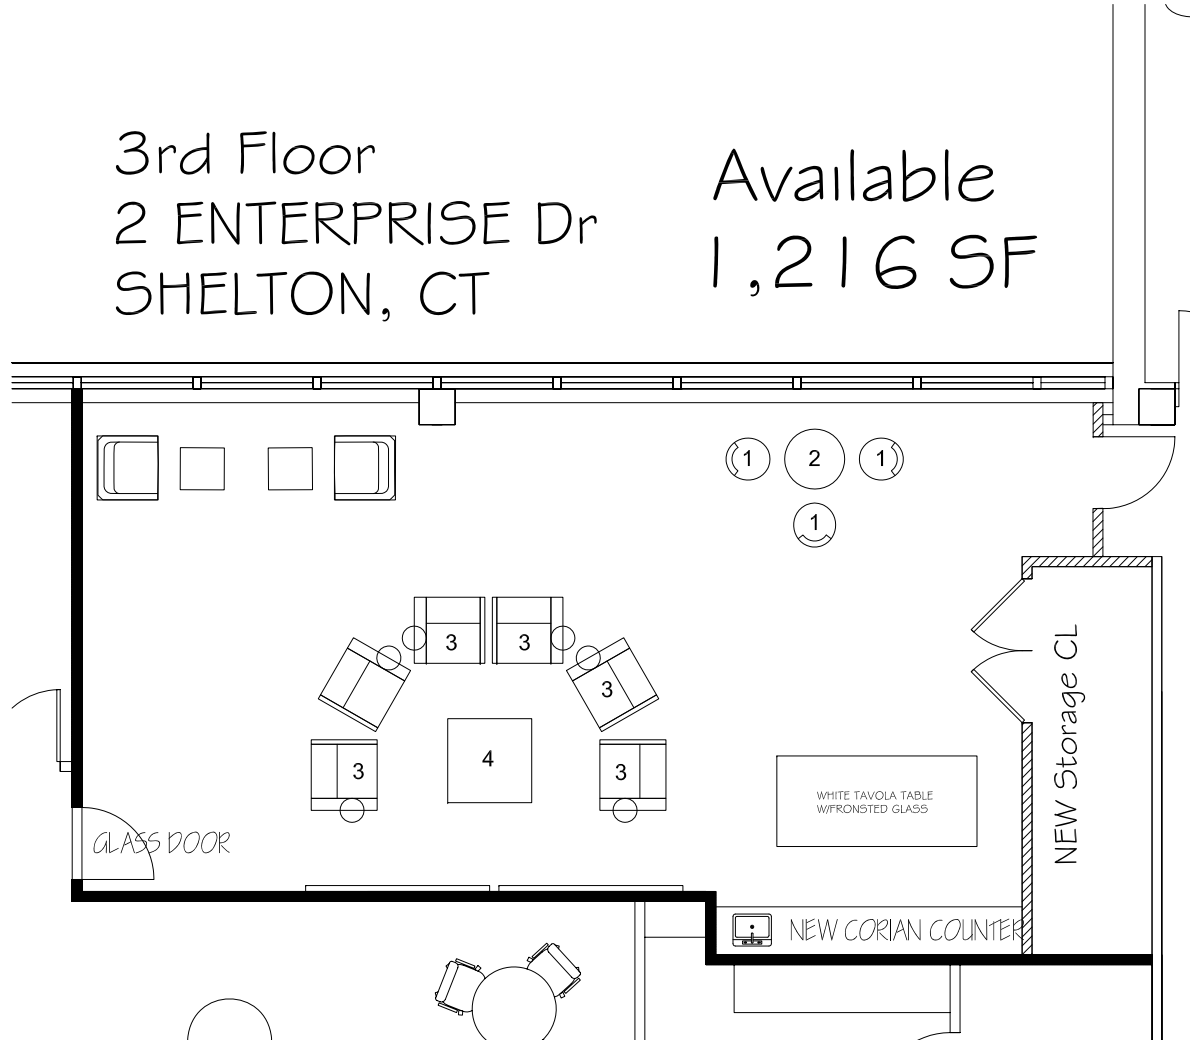 3rd Floor
2 ENTERPRISE Dr
SHELTON, CT
Available
1,216 SF
1
2
1
1
3
3
3
3
3
4
WHITE TAVOLA TABLE
W/FRONSTED GLASS
NEW Storage CL
GLASS DOOR
NEW CORIAN COUNTER